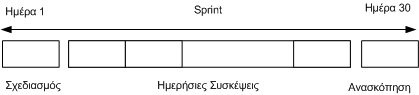 Ημέρα 1
Sprint
Ημέρα 30
Σχεδιασμός
Ημερήσιες Συσκέψεις
Ανασκόπηση